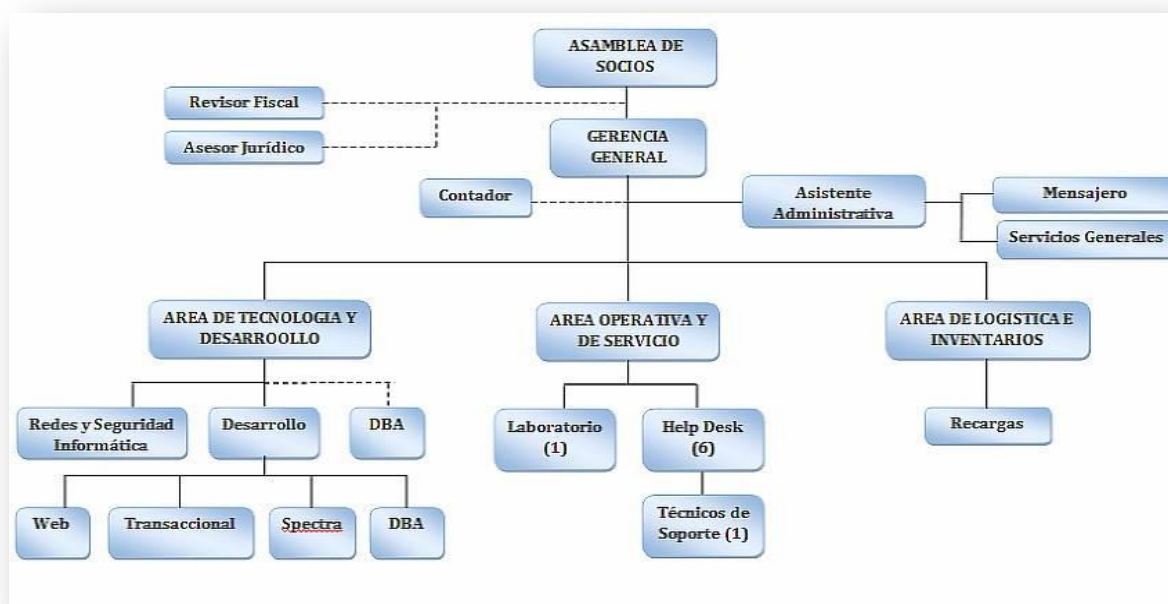 ASAMBLEA DE
SOCIOS
Revisor Fiscal
Asesor Jurídico
GERENCIA
GENERAL
Contador
Asistente
Administrativa
Mensajero
Servicios Generales
AREA DE TECNOLOGIA Y
DESARROOLLO
AREA OPERATIVA Y
DE SERVICIO
AREA DE LOGISTICA E
INVENTARIOS
Redes y Seguridad
Informática
Desarrollo
DBA
Laboratorio
(1)
Help Desk
(6)
Recargas
Web
Transaccional
Spectra
DBA
Técnicos de
Soporte (1)